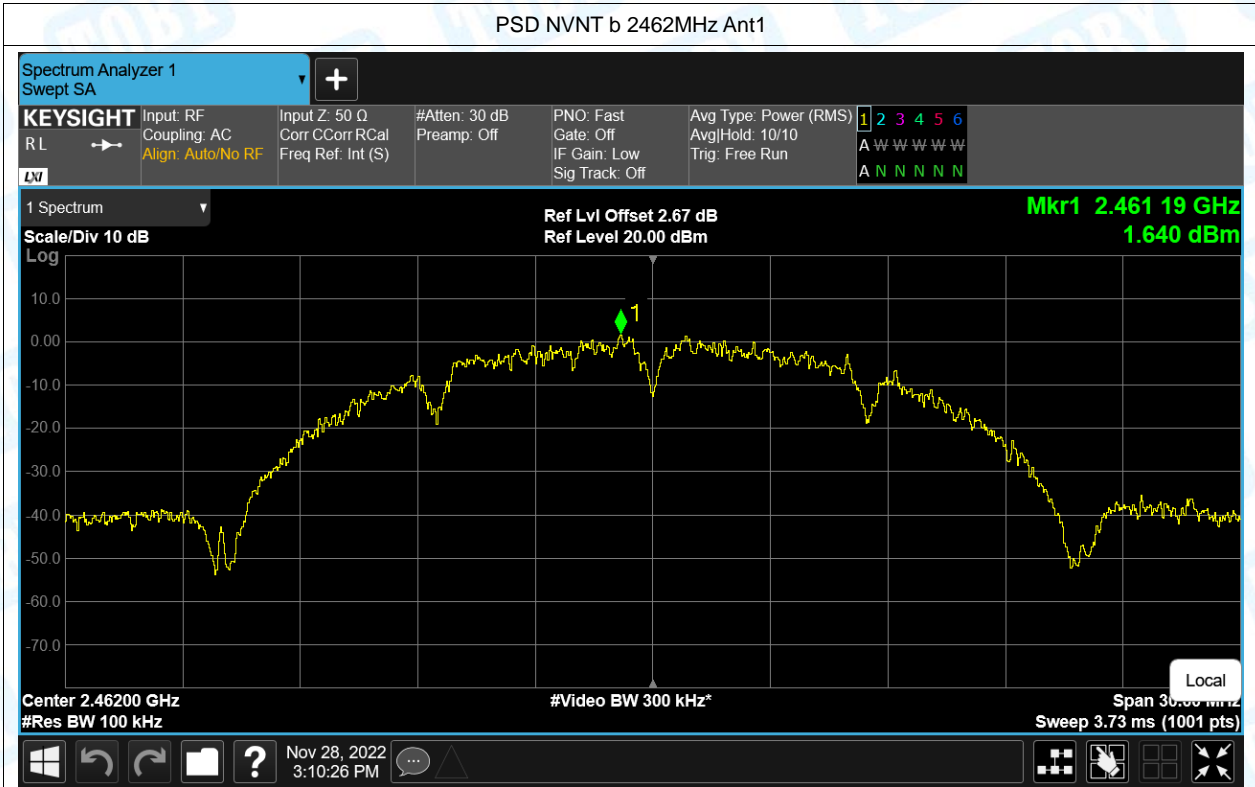 PSD NVNT b 2462MHz Ant1
Spectrum Analyzer 1
Swept SA
KEYSIGHT
R L
LXI
Input: RF
Coupling: AC
Align: Auto/No RF
Input Z: 50 Ω
Corr CCorr RCal
Freq Ref: Int (S)
#Atten: 30 dB
Preamp: Off
PNO: Fast
Gate: Off
IF Gain: Low
Sig Track: Off
Avg Type: Power (RMS)
Avg|Hold: 10/10
Trig: Free Run
1 2 3 4 5 6
A W W W W W
A N N N N N
1 Spectrum
Scale/Div 10 dB
Ref Lvl Offset 2.67 dB
Ref Level 20.00 dBm
Mkr1 2.461 19 GHz
1.640 dBm
Log
10.0
0.00
-10.0
-20.0
-30.0
-40.0
-50.0
-60.0
-70.0
1
Center 2.46200 GHz
#Res BW 100 kHz
#Video BW 300 kHz*
Span 30.00 MHz
Sweep 3.73 ms (1001 pts)
Local
?
Nov 28, 2022
3:10:26 PM